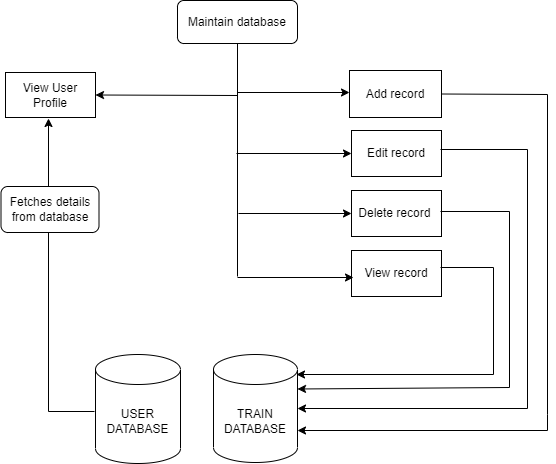 Maintain database
View User
Profile
Add record
Edit record
Fetches details
from database
Delete record
View record
USER
DATABASE
TRAIN
DATABASE